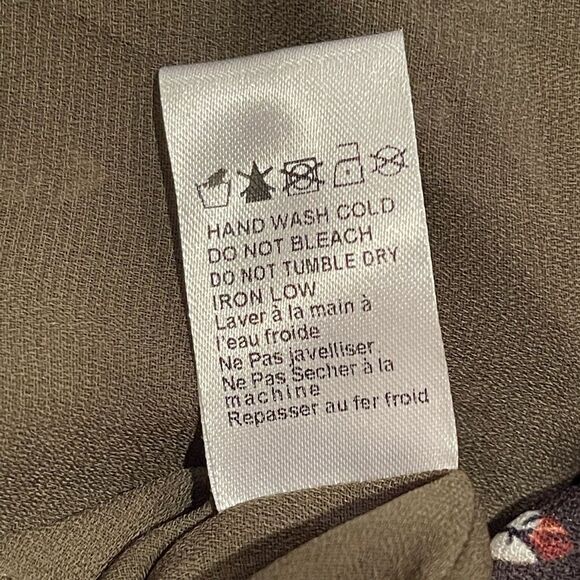 HAND WASH COLD
DO NOT BLEACH
DO NOT TUMBLE DRY
IRON LOW
Laver à la main à
l'eau froide
Ne Pas javelliser
Ne Pas Secher à la
machine
Repasser au fer froid